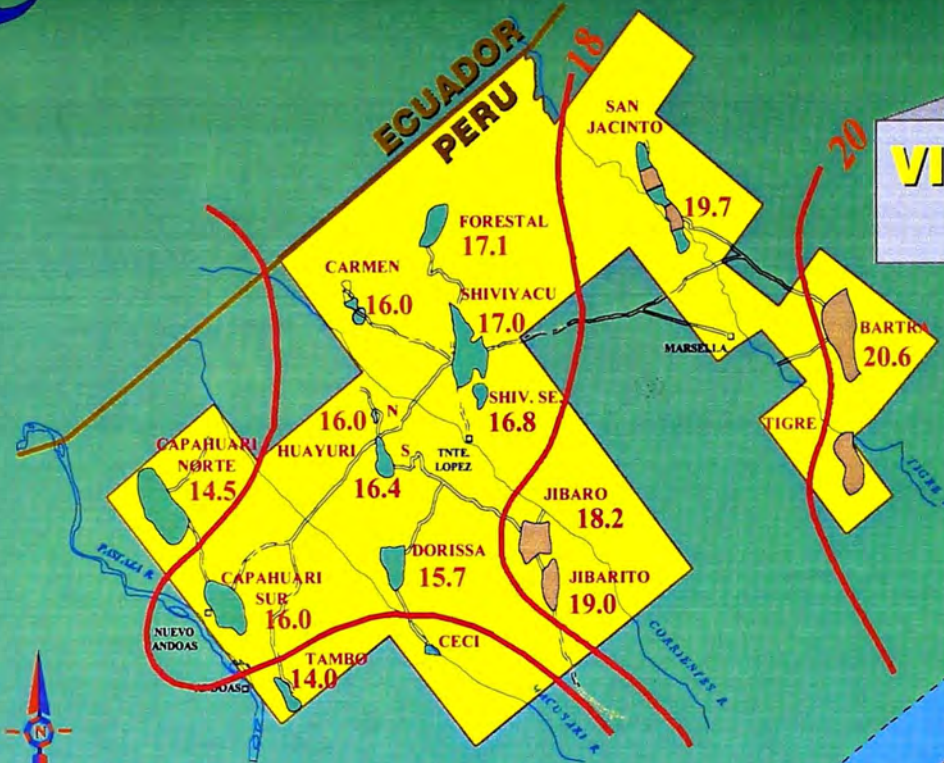 ECUADOR
PERU
18
SAN
JACINTO
19.7
20
VI
FORESTAL
17.1
CARMEN
16.0
SHIVIYACU
17.0
MARSELLA
BARTRA
20.6
SHIV. SE.
16.8
16.0
N
HUAYURI
S
16.4
TNTE.
LOPEZ
TIGRE
CAPAHUARI
NORTE
14.5
TIGRE
JIBARO
18.2
PASTAZA R.
DORISSA
15.7
JIBARITO
19.0
CAPAHUARI
SUR
16.0
NUEVO
ANDOAS
CECI
CORRIENTES R.
TAMBO
14.0
N